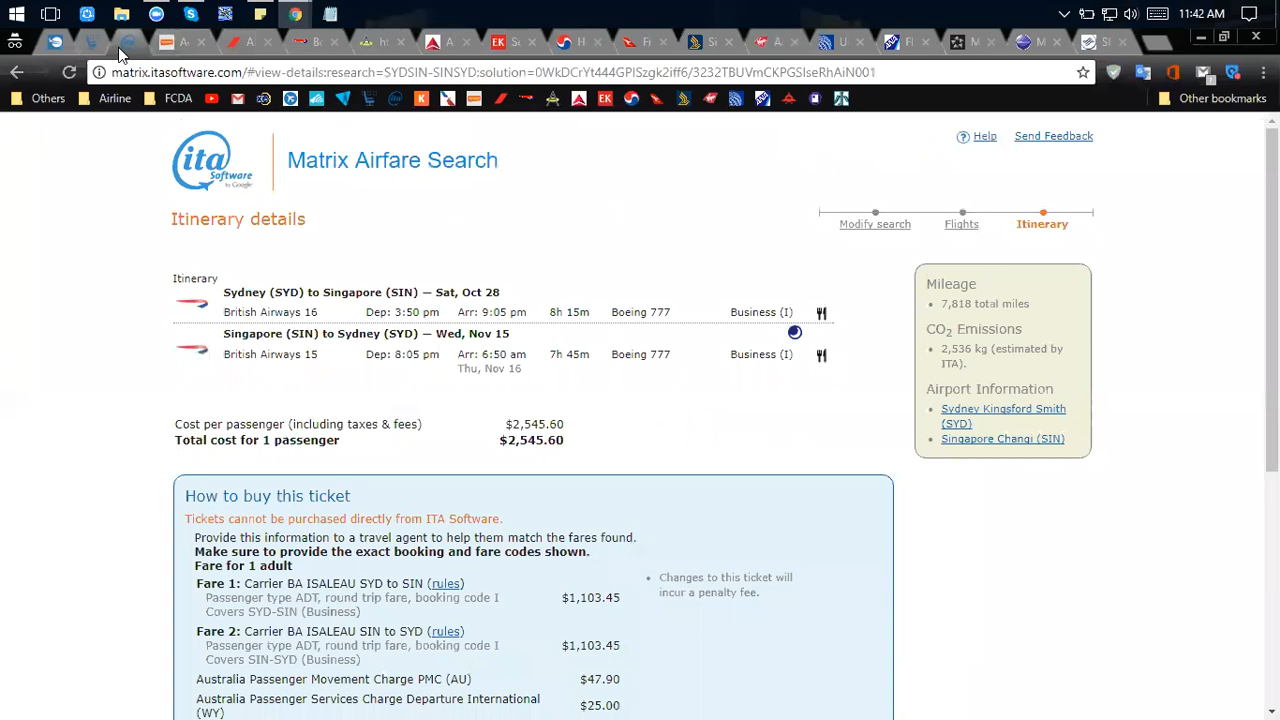 11:42 AM
A
Al
Br
ht
A
EK
S
H
F
Si
V
U
Fl
M
M
Sl
matrix.itasoftware.com/#view-details:research=SYDSIN-SINSYD;solution=0WkDCrYt444GPlSzgk2iff6/3232TBUVmCKPGSIseRhAiN001
Others Airline FCDA Other bookmarks
ita Software by Google
Matrix Airfare Search
Help Send Feedback
Itinerary details
Modify search Flights Itinerary
Itinerary
Sydney (SYD) to Singapore (SIN) — Sat, Oct 28
British Airways 16 Dep: 3:50 pm Arr: 9:05 pm 8h 15m Boeing 777 Business (I)
Singapore (SIN) to Sydney (SYD) — Wed, Nov 15
British Airways 15 Dep: 8:05 pm Arr: 6:50 am 7h 45m Boeing 777 Business (I)
Thu, Nov 16
Cost per passenger (including taxes & fees) $2,545.60
Total cost for 1 passenger $2,545.60
Mileage
• 7,818 total miles
CO2 Emissions
• 2,536 kg (estimated by
ITA).
Airport Information
• Sydney Kingsford Smith
(SYD)
• Singapore Changi (SIN)
How to buy this ticket
Tickets cannot be purchased directly from ITA Software.
Provide this information to a travel agent to help them match the fares found.
Make sure to provide the exact booking and fare codes shown.
Fare for 1 adult
Fare 1: Carrier BA ISALEAU SYD to SIN (rules)
Passenger type ADT, round trip fare, booking code I $1,103.45
Covers SYD-SIN (Business)
Fare 2: Carrier BA ISALEAU SIN to SYD (rules)
Passenger type ADT, round trip fare, booking code I $1,103.45
Covers SIN-SYD (Business)
Australia Passenger Movement Charge PMC (AU) $47.90
Australia Passenger Services Charge Departure International
(WY) $25.00
• Changes to this ticket will
incur a penalty fee.